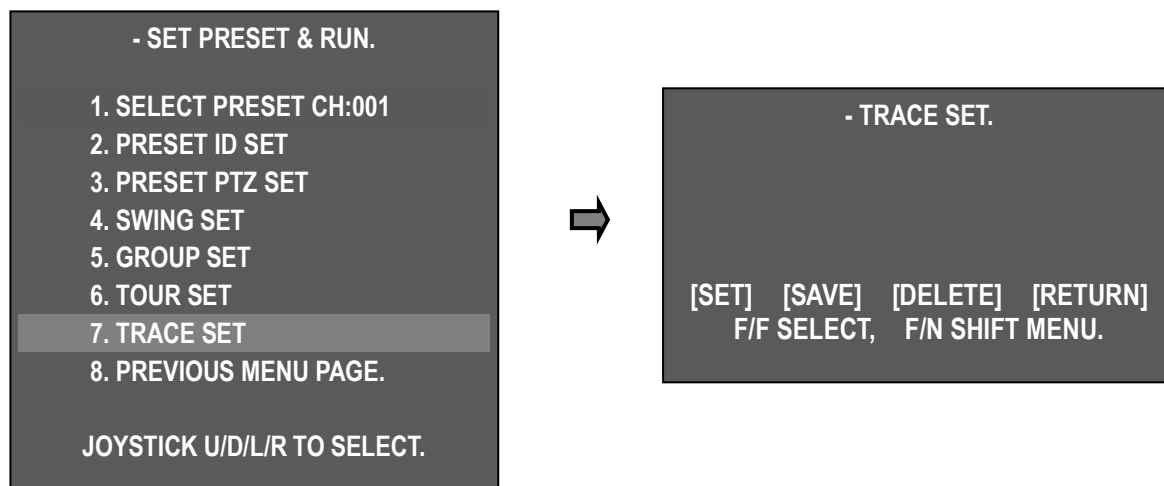 - SET PRESET & RUN.
1. SELECT PRESET CH:001
2. PRESET ID SET
3. PRESET PTZ SET
4. SWING SET
5. GROUP SET
6. TOUR SET
7. TRACE SET
8. PREVIOUS MENU PAGE.
JOYSTICK U/D/L/R TO SELECT.
- TRACE SET.
[SET] [SAVE] [DELETE] [RETURN]
F/F SELECT, F/N SHIFT MENU.